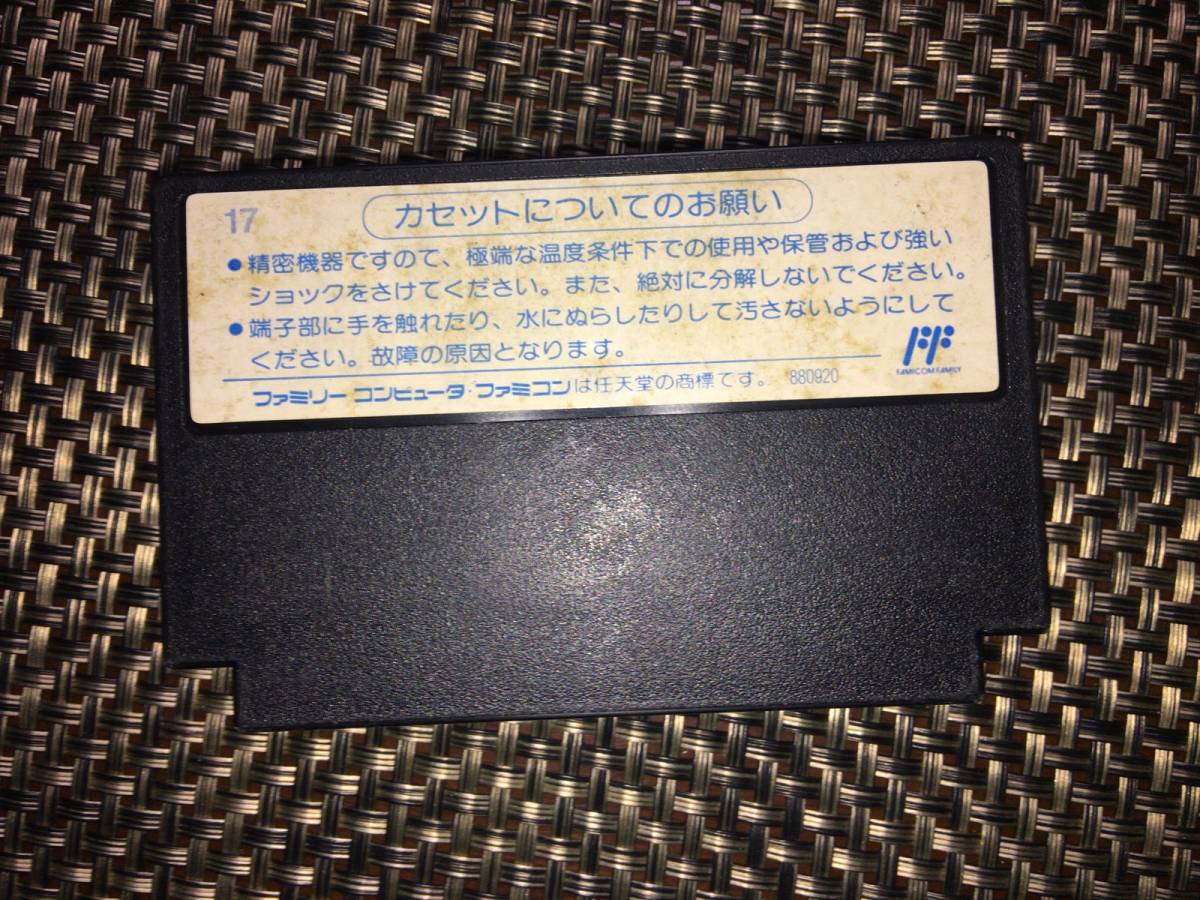 17
カセットについてのお願い
●精密機器ですので、極端な温度条件下での使用や保管および強い
ショックをさけてください。また、絶対に分解しないでください。
●端子部に手を触れたり、水にぬらしたりして汚さないようにして
ください。故障の原因となります。
FF
FAMICOM FAMILY
ファミリー コンピュータ・ファミコンは任天堂の商標です。 880920